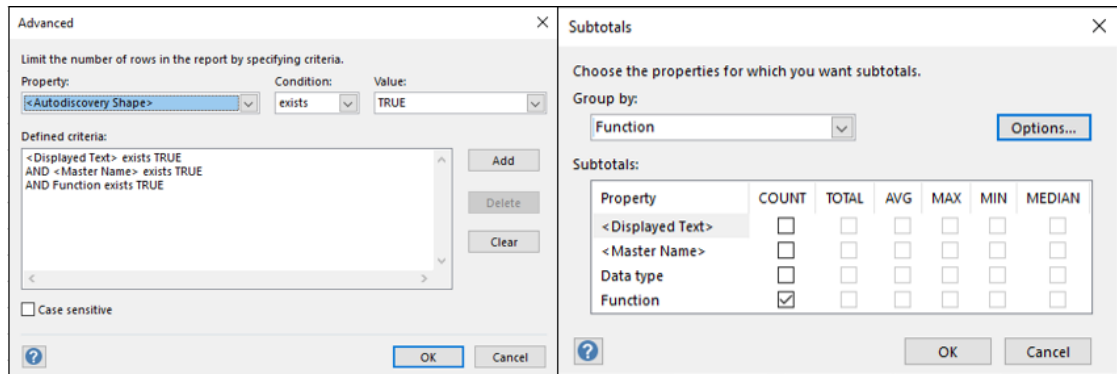 Advanced
Limit the number of rows in the report by specifying criteria.
Property: Condition: Value:
<Autodiscovery Shape> exists TRUE
Defined criteria:
<Displayed Text> exists TRUE
AND <Master Name> exists TRUE
AND Function exists TRUE
Add
Delete
Clear
Case sensitive
OK Cancel
Subtotals
Choose the properties for which you want subtotals.
Group by:
Function Options...
Subtotals:
Property COUNT TOTAL AVG MAX MIN MEDIAN
<Displayed Text>
<Master Name>
Data type
Function
OK Cancel